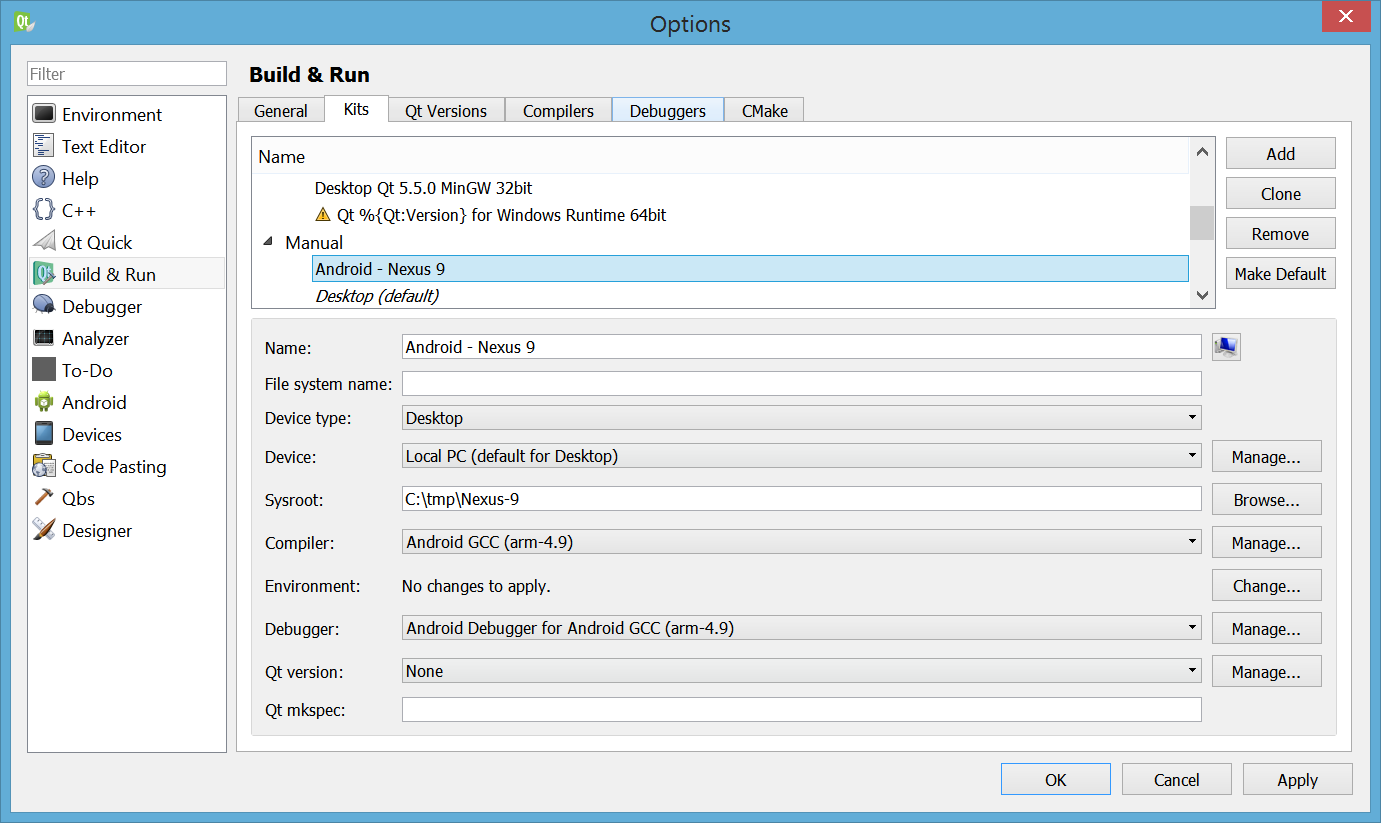 Qt
Options
Filter
Environment
Text Editor
Help
C++
Qt Quick
Build & Run
Debugger
Analyzer
To-Do
Android
Devices
Code Pasting
Qbs
Designer
Build & Run
General Kits Qt Versions Compilers Debuggers CMake
Name
Desktop Qt 5.5.0 MinGW 32bit
Qt %{Qt:Version} for Windows Runtime 64bit
Manual
Android - Nexus 9
Desktop (default)
Add
Clone
Remove
Make Default
Name: Android - Nexus 9
File system name:
Device type: Desktop
Device: Local PC (default for Desktop) Manage...
Sysroot: C:\tmp\Nexus-9 Browse...
Compiler: Android GCC (arm-4.9) Manage...
Environment: No changes to apply. Change...
Debugger: Android Debugger for Android GCC (arm-4.9) Manage...
Qt version: None Manage...
Qt mkspec:
OK Cancel Apply